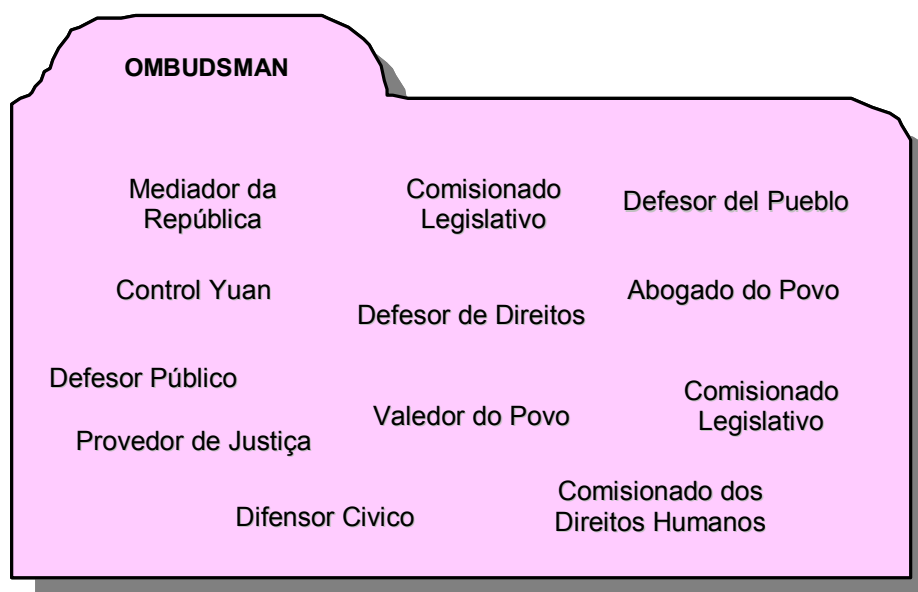 OMBUDSMAN
Mediador da
República
Comisionado
Legislativo
Defesor del Pueblo
Control Yuan
Defesor de Direitos
Abogado do Povo
Defesor Público
Provedor de Justiça
Valedor do Povo
Comisionado
Legislativo
Difensor Civico
Comisionado dos
Direitos Humanos